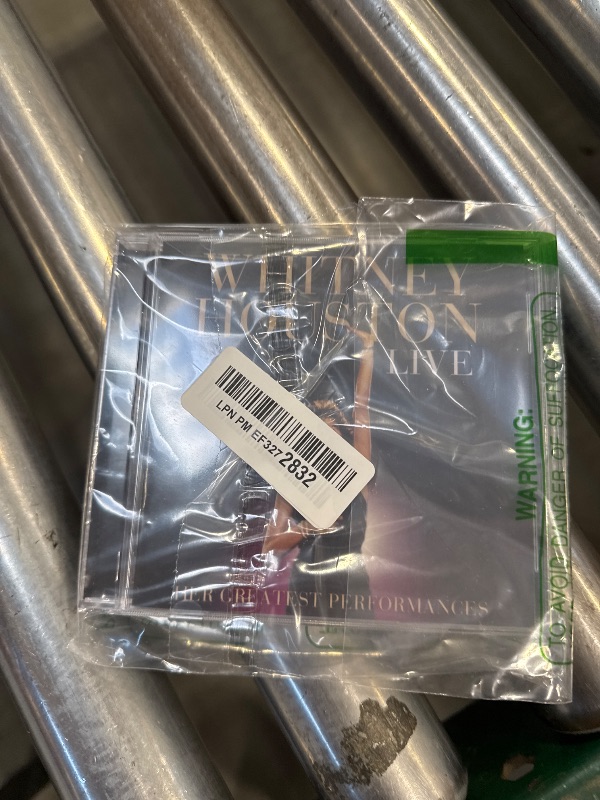 WHITNEY
HOUSTON
LIVE
LPN PM EF3272832
HER GREATEST PERFORMANCES
WARNING:
TO AVOID DANGER OF SUFFOCATION